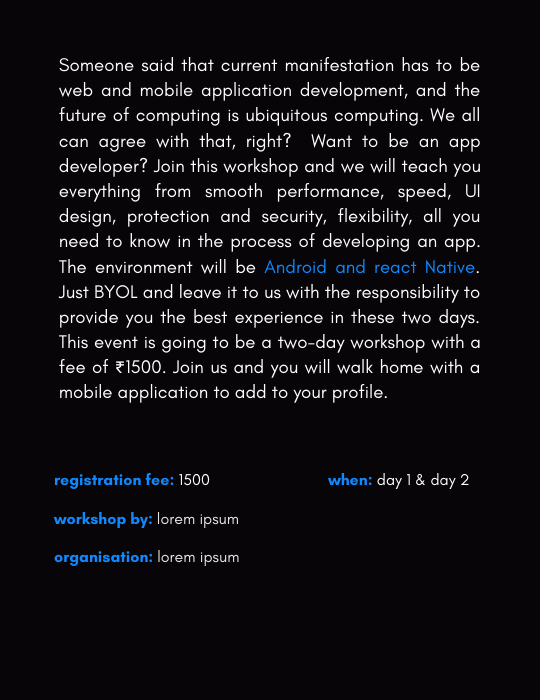 Someone said that current manifestation has to be
web and mobile application development, and the
future of computing is ubiquitous computing. We all
can agree with that, right? Want to be an app
developer? Join this workshop and we will teach you
everything from smooth performance, speed, UI
design, protection and security, flexibility, all you
need to know in the process of developing an app.
The environment will be Android and react Native.
Just BYOL and leave it to us with the responsibility to
provide you the best experience in these two days.
This event is going to be a two-day workshop with a
fee of ₹1500. Join us and you will walk home with a
mobile application to add to your profile.
registration fee: 1500
when: day 1 & day 2
workshop by: lorem ipsum
organisation: lorem ipsum